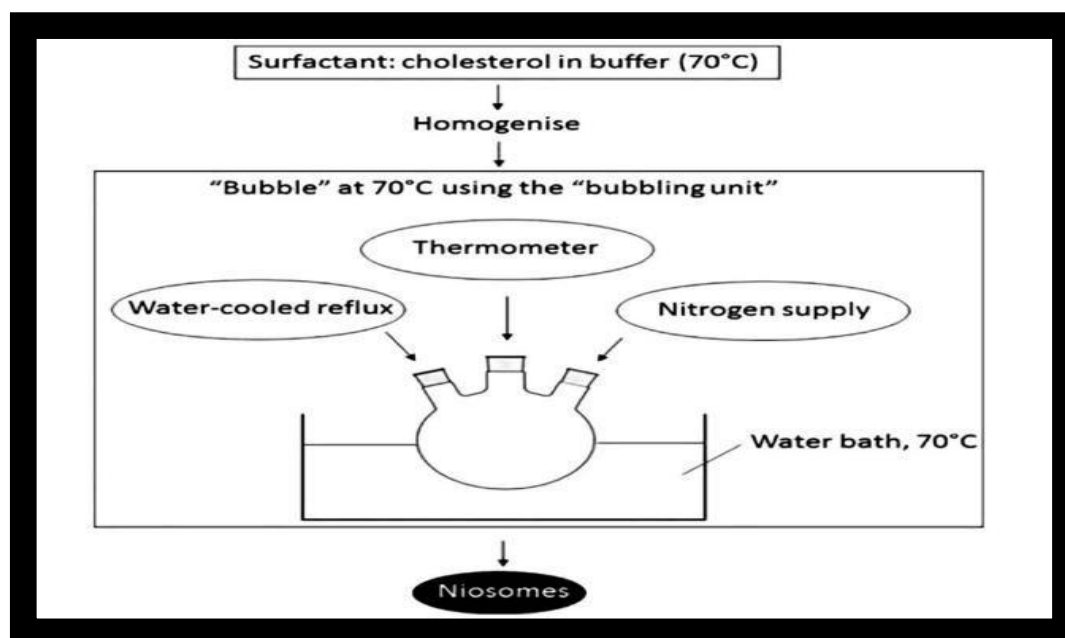 Surfactant: cholesterol in buffer (70°C)
Homogenise
“Bubble” at 70°C using the “bubbling unit”
Thermometer
Water-cooled reflux
Nitrogen supply
Water bath, 70°C
Niosomes